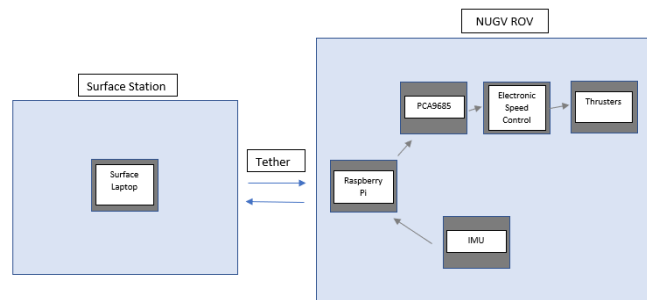 NUGV ROV
Surface Station
PCA9685
Electronic
Speed
Control
Thrusters
Tether
Surface
Laptop
Raspberry
Pi
IMU